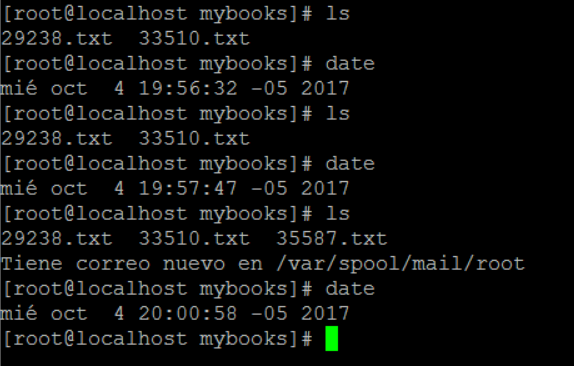 [root@localhost mybooks]# ls
29238.txt  33510.txt
[root@localhost mybooks]# date
mié oct  4 19:56:32 -05 2017
[root@localhost mybooks]# ls
29238.txt  33510.txt
[root@localhost mybooks]# date
mié oct  4 19:57:47 -05 2017
[root@localhost mybooks]# ls
29238.txt  33510.txt  35587.txt
Tiene correo nuevo en /var/spool/mail/root
[root@localhost mybooks]# date
mié oct  4 20:00:58 -05 2017
[root@localhost mybooks]#